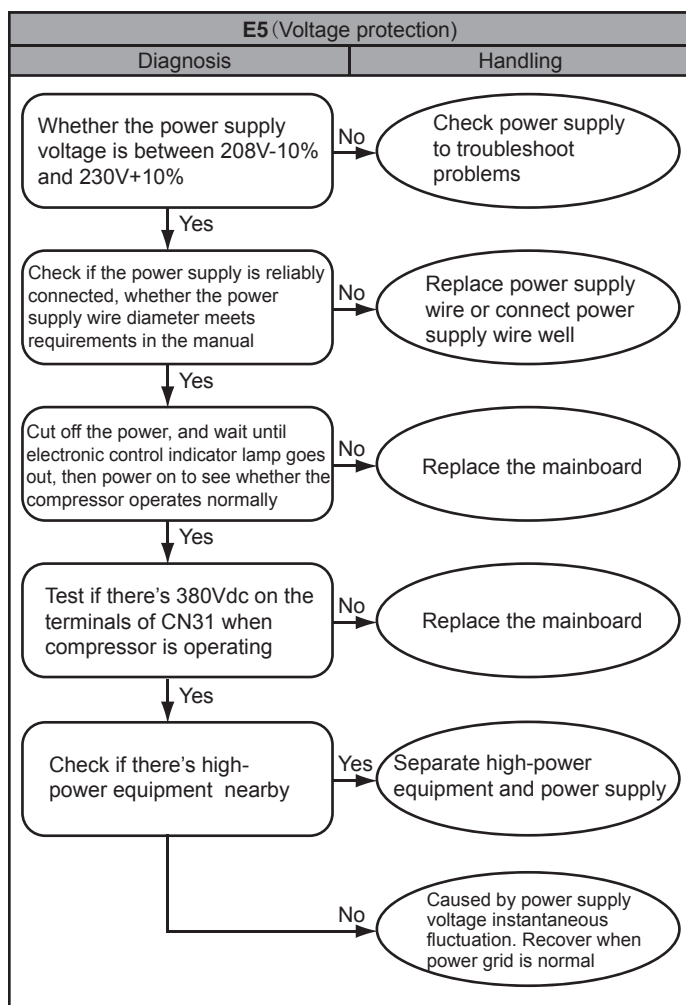 E5（Voltage protection)
Diagnosis
Handling
Whether the power supply
voltage is between 208V-10%
and 230V+10%
No
Check power supply
to troubleshoot
problems
Yes
Check if the power supply is reliably
connected, whether the power
supply wire diameter meets
requirements in the manual
No
Replace power supply
wire or connect power
supply wire well
Yes
Cut off the power, and wait until
electronic control indicator lamp goes
out, then power on to see whether the
compressor operates normally
No
Replace the mainboard
Yes
Test if there's 380Vdc on the
terminals of CN31 when
compressor is operating
No
Replace the mainboard
Yes
Check if there's high-
power equipment nearby
Yes
Separate high-power
equipment and power supply
No
Caused by power supply
voltage instantaneous
fluctuation. Recover when
power grid is normal